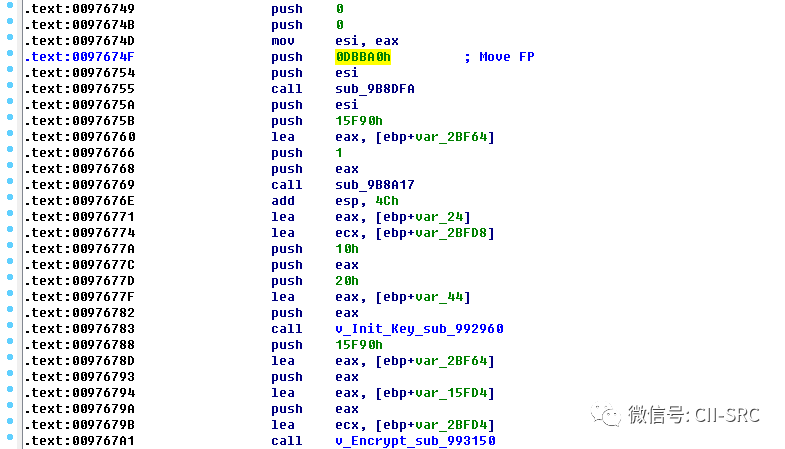 .text:00976749 push 0
.text:0097674B push 0
.text:0097674D mov esi, eax
.text:0097674F push 0DBBA0h ; Move FP
.text:00976754 push esi
.text:00976755 call sub_9B8DFA
.text:0097675A push esi
.text:0097675B push 15F90h
.text:00976760 lea eax, [ebp+var_2BF64]
.text:00976766 push 1
.text:00976768 push eax
.text:00976769 call sub_9B8A17
.text:0097676E add esp, 4Ch
.text:00976771 lea eax, [ebp+var_24]
.text:00976774 lea ecx, [ebp+var_2BFD8]
.text:0097677A push 10h
.text:0097677C push eax
.text:0097677D push 20h
.text:0097677F lea eax, [ebp+var_44]
.text:00976782 push eax
.text:00976783 call v_Init_Key_sub_992960
.text:00976788 push 15F90h
.text:0097678D lea eax, [ebp+var_2BF64]
.text:00976793 push eax
.text:00976794 lea eax, [ebp+var_15FD4]
.text:0097679A push eax
.text:0097679B lea ecx, [ebp+var_2BFD4]
.text:009767A1 call v_Encrypt_sub_993150
微信号: CII-SRC